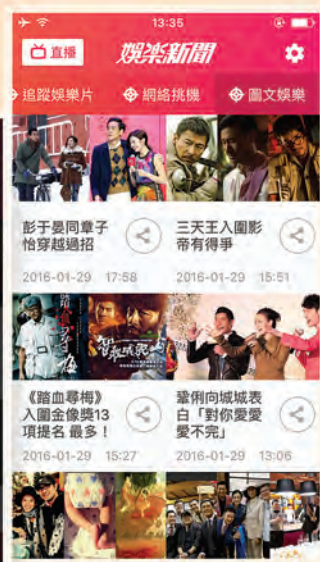 13:35
直播
娛樂新聞
追蹤娛樂片
網絡挑機
圖文娛樂
彭于晏同章子
怡穿越過招
2016-01-29 17:58
三天王入圍影
帝有得爭
2016-01-29 15:51
《踏血尋梅》
入圍金像獎13
項提名 最多！
2016-01-29 15:27
鞏俐向城城表
白「對你愛愛
愛不完」
2016-01-29 13:06